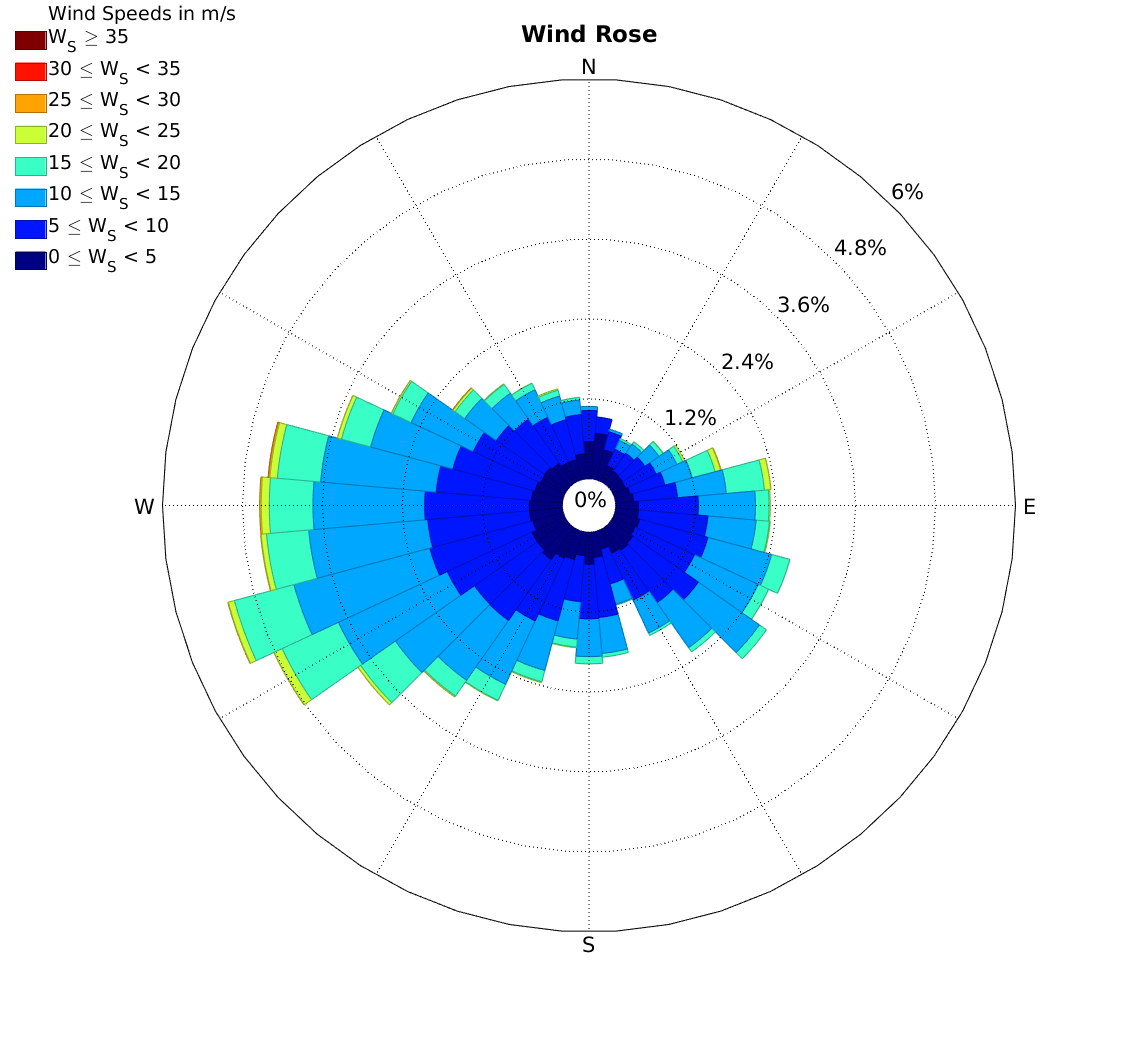 Wind Speeds in m/s
W_S ≥ 35
30 ≤ W_S < 35
25 ≤ W_S < 30
20 ≤ W_S < 25
15 ≤ W_S < 20
10 ≤ W_S < 15
5 ≤ W_S < 10
0 ≤ W_S < 5
Wind Rose
N
6%
4.8%
3.6%
2.4%
1.2%
0%
W
E
S